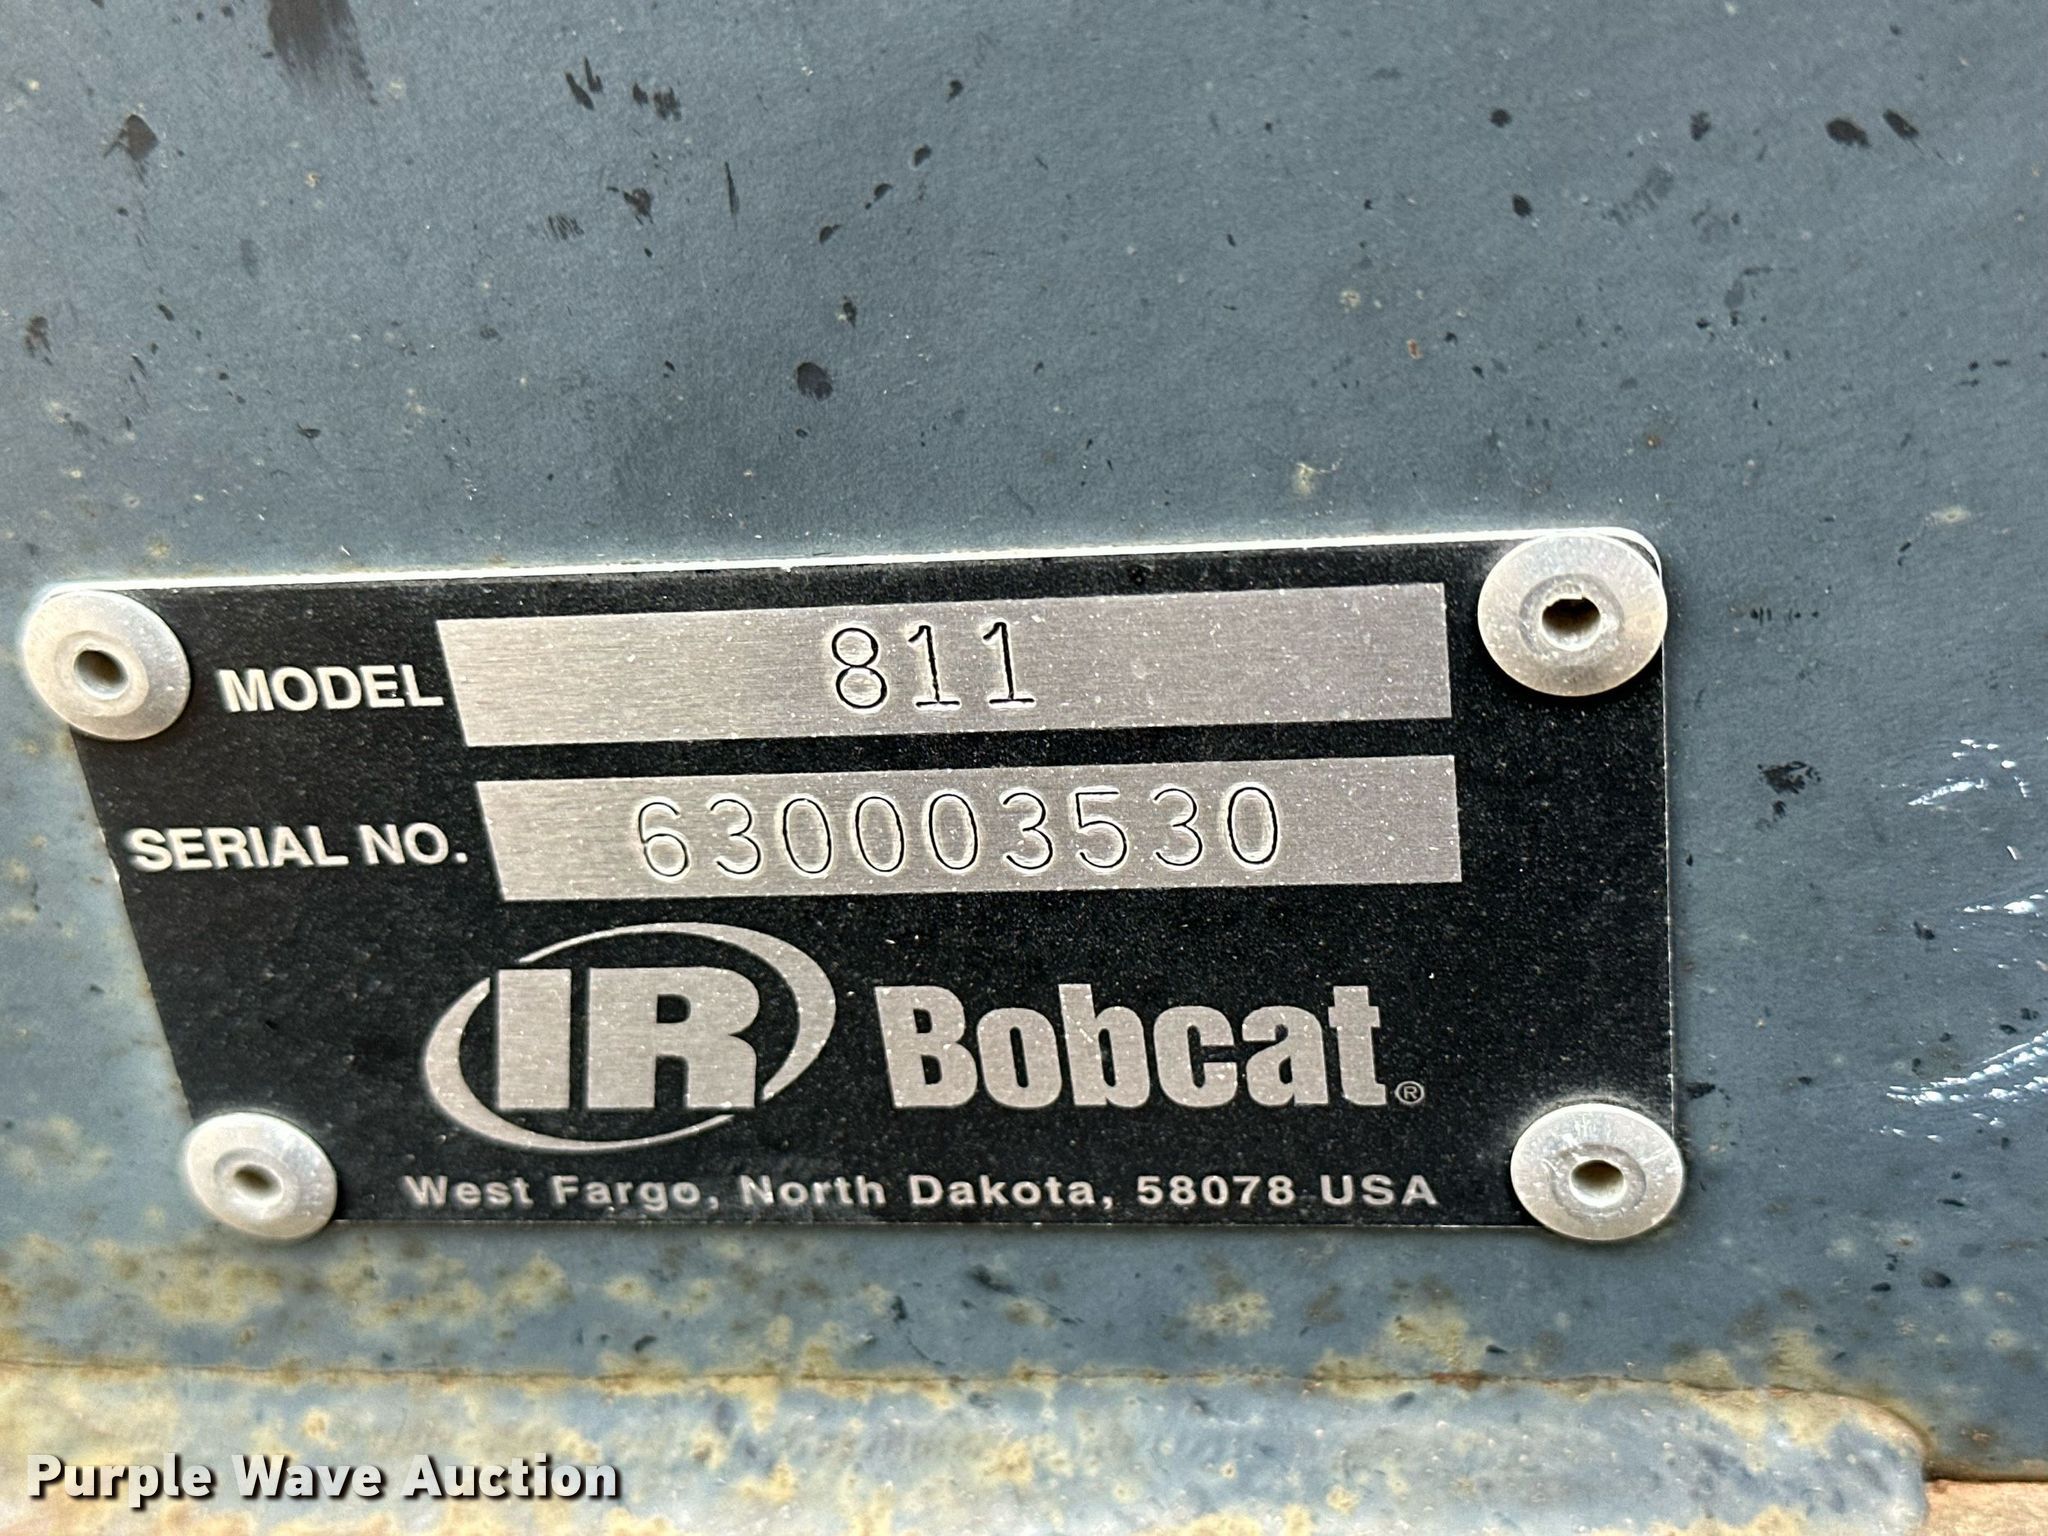 MODEL 811
SERIAL NO. 630003530
IR Bobcat®
West Fargo, North Dakota, 58078 USA
Purple Wave Auction